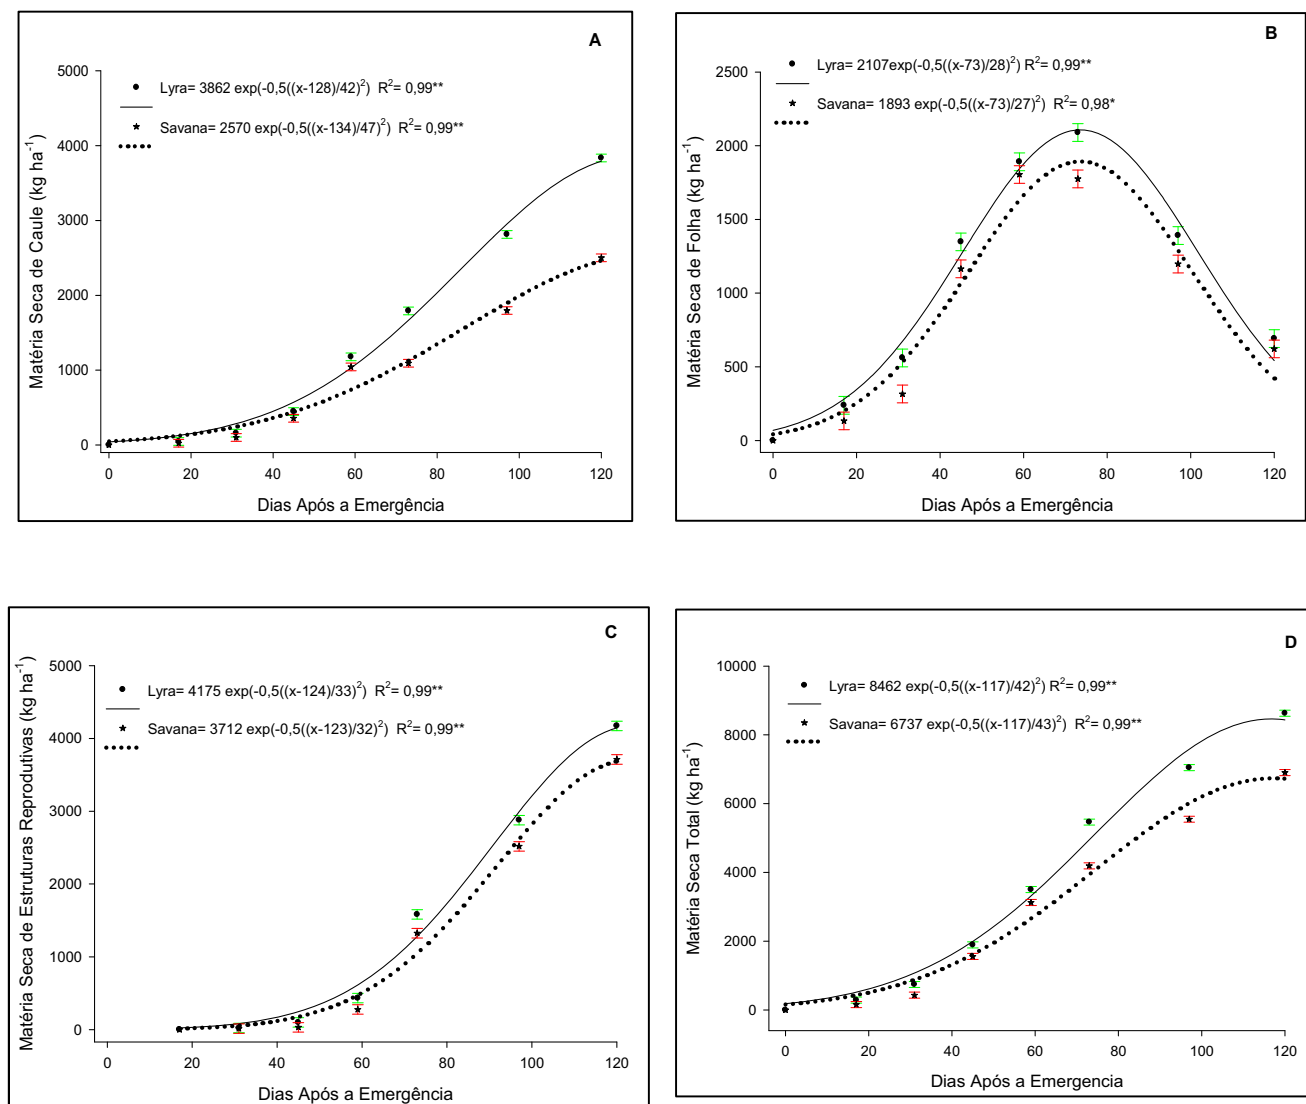 A
Lyra= 3862 exp(-0,5((x-128)/42)²) R²= 0,99**
Savana= 2570 exp(-0,5((x-134)/47)²) R²= 0,99**
Matéria Seca de Caule (kg ha⁻¹)
5000
4000
3000
2000
1000
0
0 20 40 60 80 100 120
Dias Após a Emergência
B
Lyra= 2107exp(-0,5((x-73)/28)²) R²= 0,99**
Savana= 1893 exp(-0,5((x-73)/27)²) R²= 0,98*
Matéria Seca de Folha (kg ha⁻¹)
2500
2000
1500
1000
500
0
0 20 40 60 80 100 120
Dias Após a Emergência
C
Lyra= 4175 exp(-0,5((x-124)/33)²) R²= 0,99**
Savana= 3712 exp(-0,5((x-123)/32)²) R²= 0,99**
Matéria Seca de Estruturas Reprodutivas (kg ha⁻¹)
5000
4000
3000
2000
1000
0
0 20 40 60 80 100 120
Dias Após a Emergência
D
Lyra= 8462 exp(-0,5((x-117)/42)²) R²= 0,99**
Savana= 6737 exp(-0,5((x-117)/43)²) R²= 0,99**
Matéria Seca Total (kg ha⁻¹)
10000
8000
6000
4000
2000
0
0 20 40 60 80 100 120
Dias Após a Emergencia